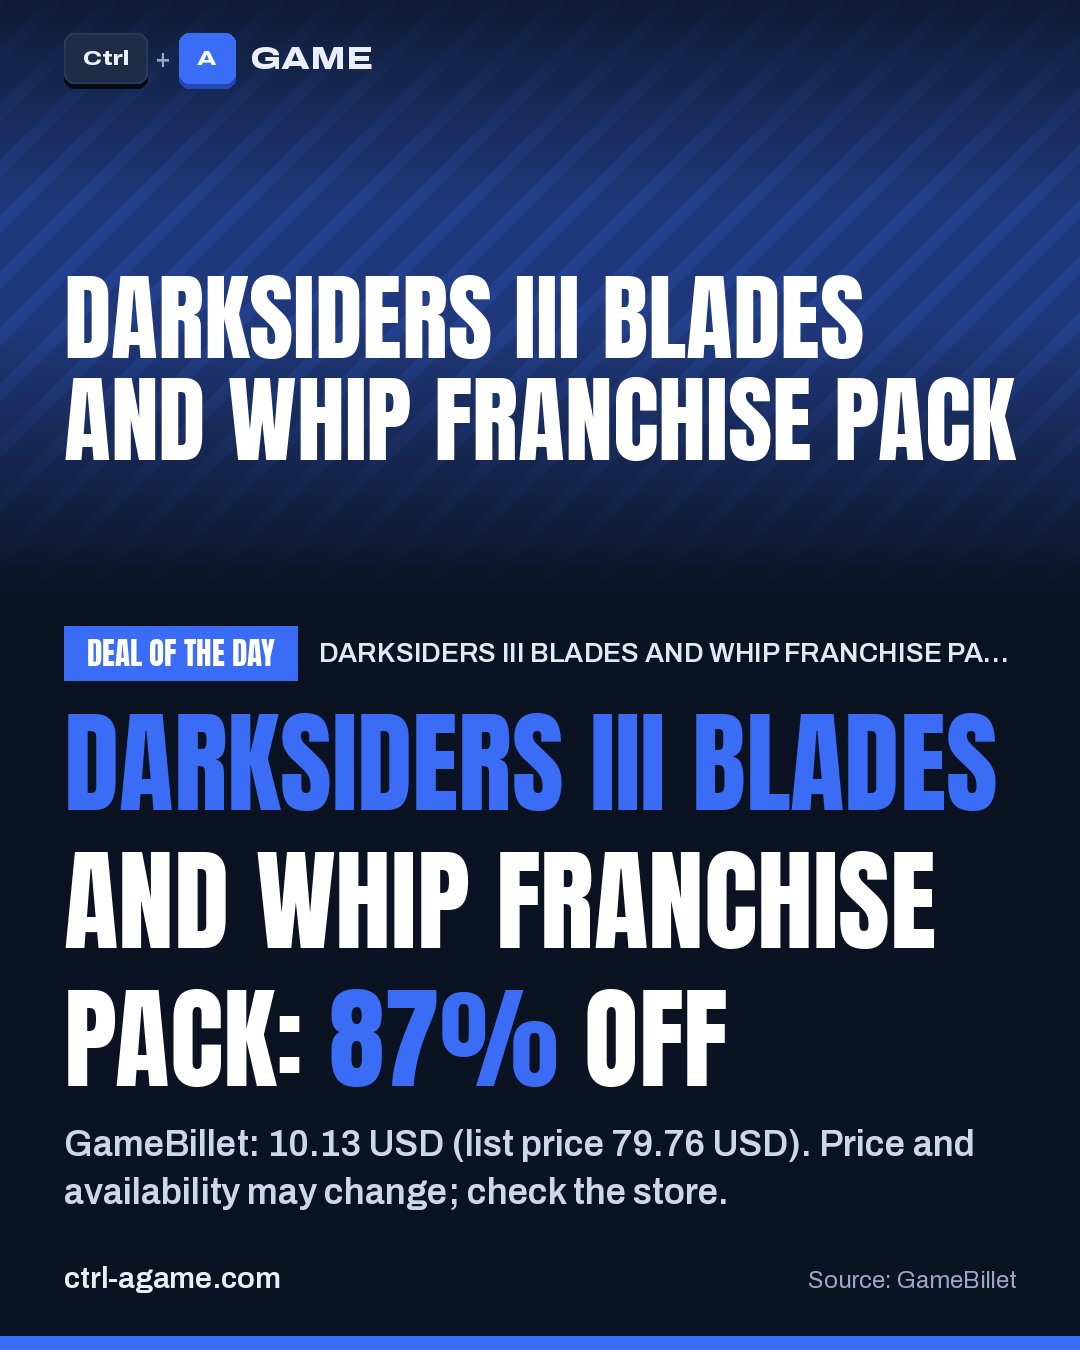 Ctrl + A GAME
DARKSIDERS III BLADES
AND WHIP FRANCHISE PACK
DEAL OF THE DAY DARKSIDERS III BLADES AND WHIP FRANCHISE PA...
DARKSIDERS III BLADES
AND WHIP FRANCHISE
PACK: 87% OFF
GameBillet: 10.13 USD (list price 79.76 USD). Price and
availability may change; check the store.
ctrl-agame.com Source: GameBillet